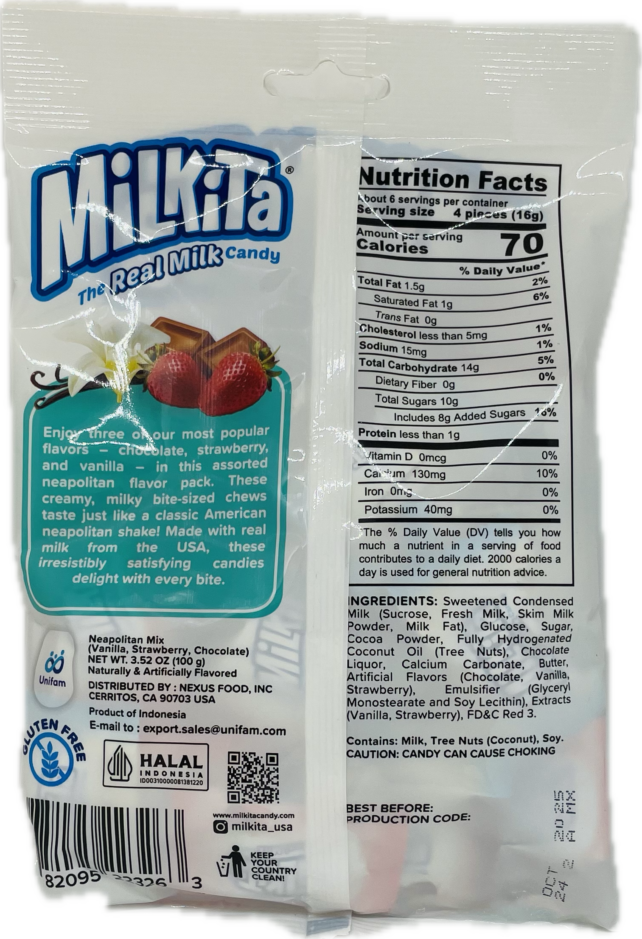 MiLKiTa®
The Real Milk Candy
Enjoy three of our most popular
flavors – chocolate, strawberry,
and vanilla – in this assorted
neapolitan flavor pack. These
creamy, milky bite-sized chews
taste just like a classic American
neapolitan shake! Made with real
milk from the USA, these
irresistibly satisfying candies
delight with every bite.
Unifam
Neapolitan Mix
(Vanilla, Strawberry, Chocolate)
NET WT. 3.52 OZ (100 g)
Naturally & Artificially Flavored
DISTRIBUTED BY : NEXUS FOOD, INC
CERRITOS, CA 90703 USA
Product of Indonesia
E-mail to : export.sales@unifam.com
GLUTEN FREE
HALAL
INDONESIA
ID00310000081381220
www.milkitacandy.com
milkita_usa
KEEP
YOUR
COUNTRY
CLEAN!
82095 3
Nutrition Facts
About 6 servings per container
Serving size 4 pieces (16g)
Amount per serving
Calories 70
% Daily Value*
Total Fat 1.5g 2%
Saturated Fat 1g 6%
Trans Fat 0g
Cholesterol less than 5mg 1%
Sodium 15mg 1%
Total Carbohydrate 14g 5%
Dietary Fiber 0g 0%
Total Sugars 10g
Includes 8g Added Sugars 16%
Protein less than 1g
Vitamin D 0mcg 0%
Calcium 130mg 10%
Iron 0mg 0%
Potassium 40mg 0%
The % Daily Value (DV) tells you how
much a nutrient in a serving of food
contributes to a daily diet. 2000 calories a
day is used for general nutrition advice.
INGREDIENTS: Sweetened Condensed
Milk (Sucrose, Fresh Milk, Skim Milk
Powder, Milk Fat), Glucose, Sugar,
Cocoa Powder, Fully Hydrogenated
Coconut Oil (Tree Nuts), Chocolate
Liquor, Calcium Carbonate, Butter,
Artificial Flavors (Chocolate, Vanilla,
Strawberry), Emulsifier (Glyceryl
Monostearate and Soy Lecithin), Extracts
(Vanilla, Strawberry), FD&C Red 3.
Contains: Milk, Tree Nuts (Coconut), Soy.
CAUTION: CANDY CAN CAUSE CHOKING
BEST BEFORE:
PRODUCTION CODE:
OCT 2025
24 2 A MX